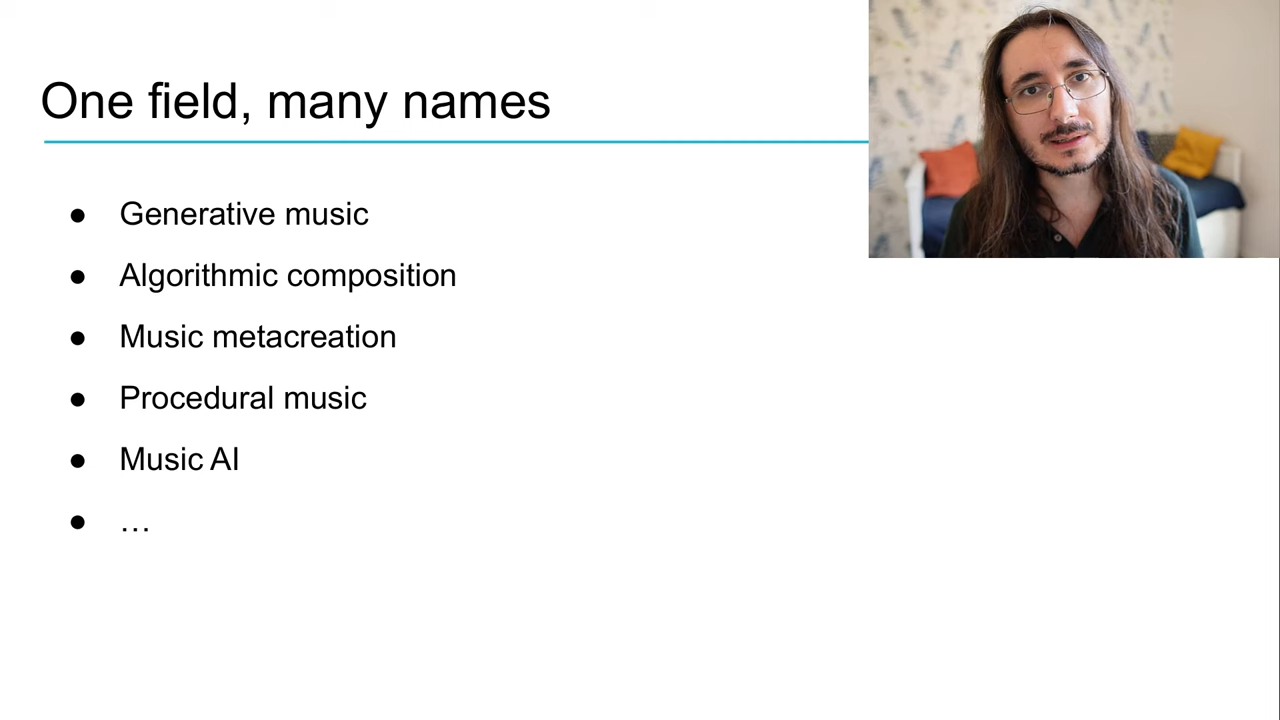 One field, many names
● Generative music
● Algorithmic composition
● Music metacreation
● Procedural music
● Music AI
● …